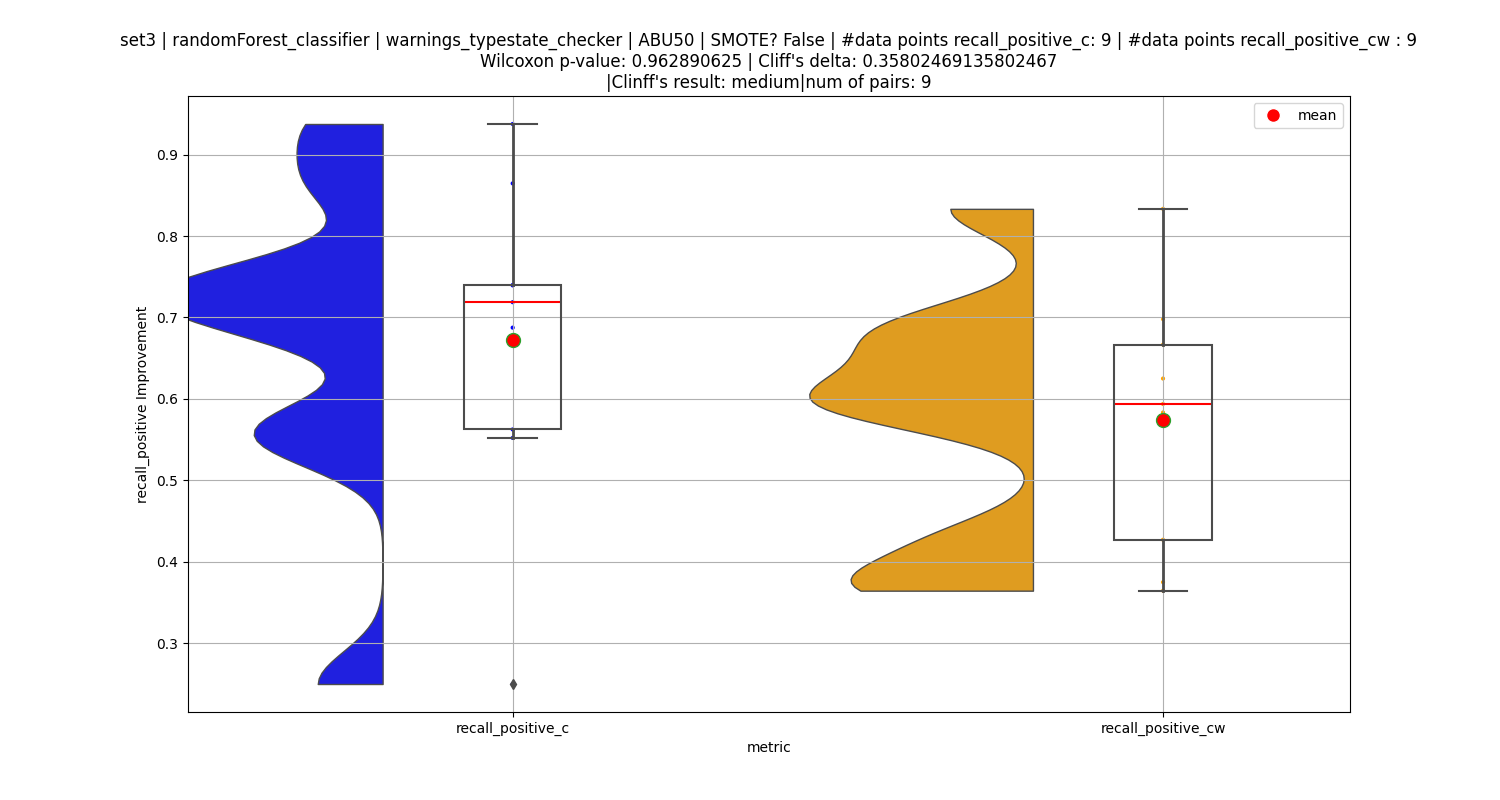 set3 | randomForest_classifier | warnings_typestate_checker | ABU50 | SMOTE? False | #data points recall_positive_c: 9 | #data points recall_positive_cw : 9
Wilcoxon p-value: 0.962890625 | Cliff's delta: 0.35802469135802467
|Clinff's result: medium|num of pairs: 9
mean
0.9
0.8
0.7
0.6
0.5
0.4
0.3
recall_positive Improvement
recall_positive_c
recall_positive_cw
metric